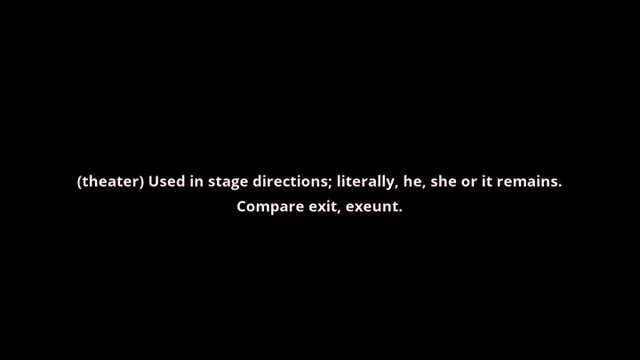 (theater) Used in stage directions; literally, he, she or it remains.
Compare exit, exeunt.